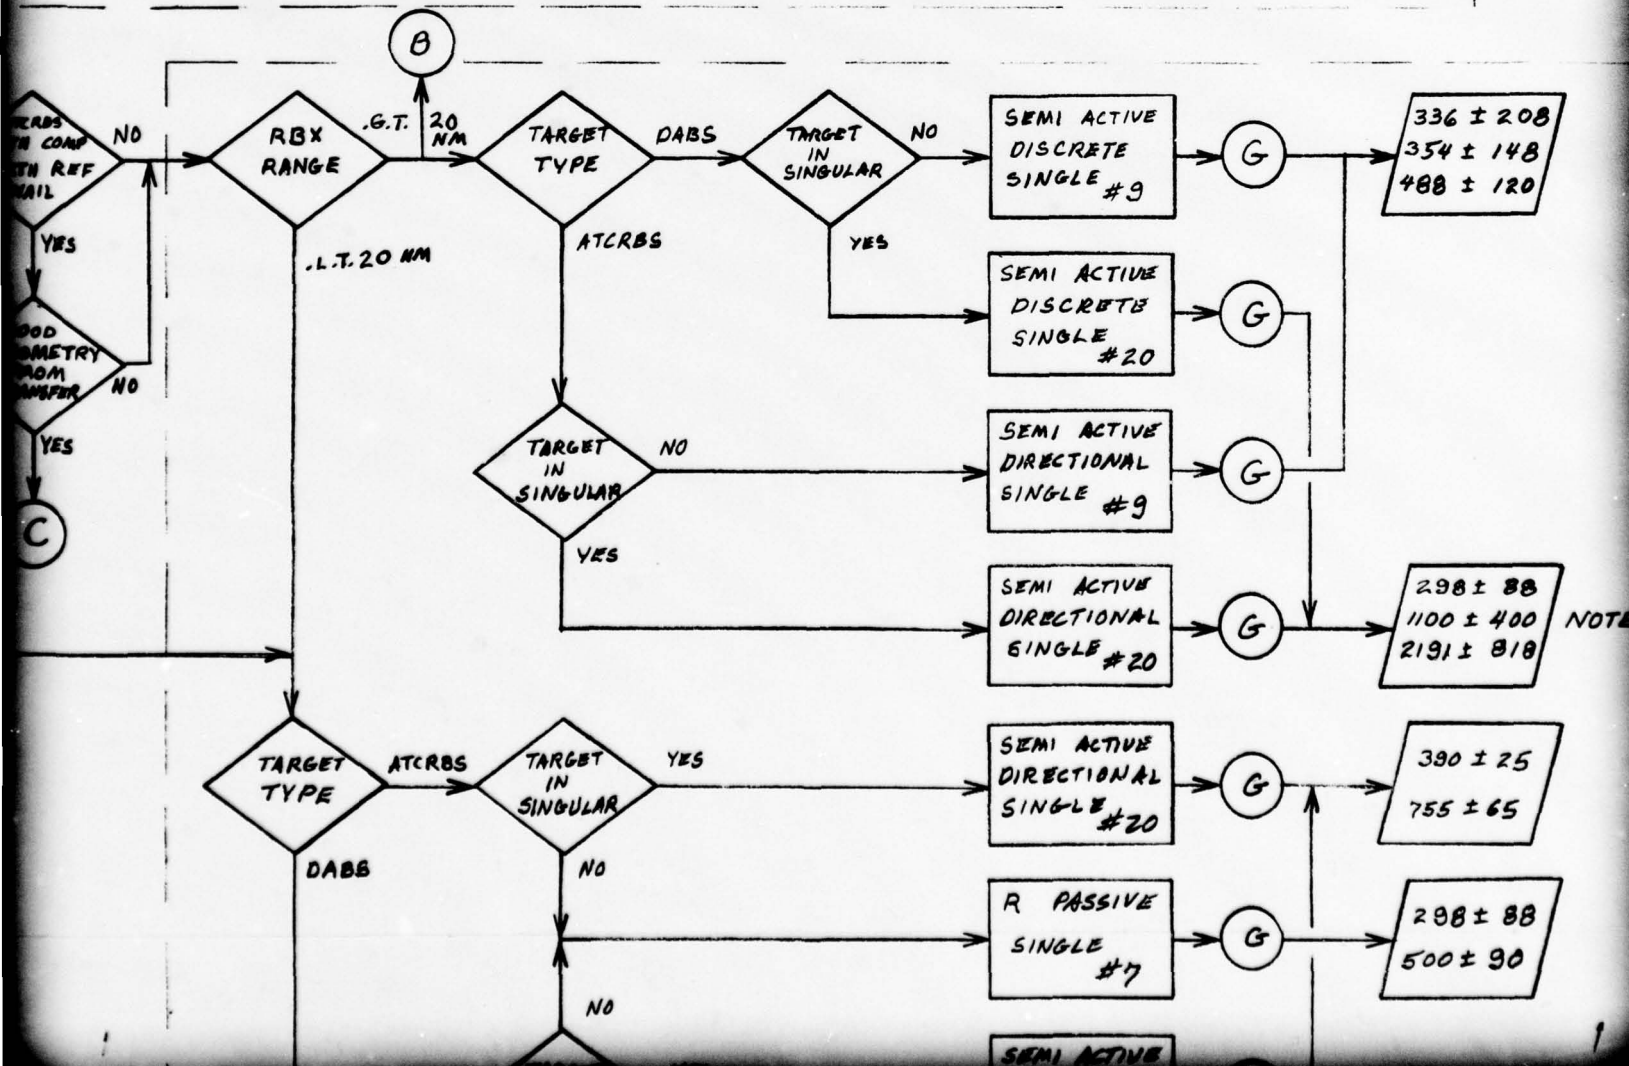 B
NO
COMP
REF
YES
NO
YES
C
RBX
RANGE
.G.T. 20
NM
.L.T. 20 NM
TARGET
TYPE
DABS
ATCRBS
TARGET
IN
SINGULAR
NO
YES
SEMI ACTIVE
DISCRETE
SINGLE #9
G
336 ± 208
354 ± 148
488 ± 120
SEMI ACTIVE
DISCRETE
SINGLE
#20
G
TARGET
IN
SINGULAR
NO
YES
SEMI ACTIVE
DIRECTIONAL
SINGLE
#9
G
SEMI ACTIVE
DIRECTIONAL
SINGLE #20
G
298 ± 88
1100 ± 400
2191 ± 818
NOTE
TARGET
TYPE
ATCRBS
DABS
TARGET
IN
SINGULAR
YES
NO
SEMI ACTIVE
DIRECTIONAL
SINGLE
#20
G
390 ± 25
755 ± 65
R PASSIVE
SINGLE
#7
G
298 ± 88
500 ± 90
NO
SEMI ACTIVE